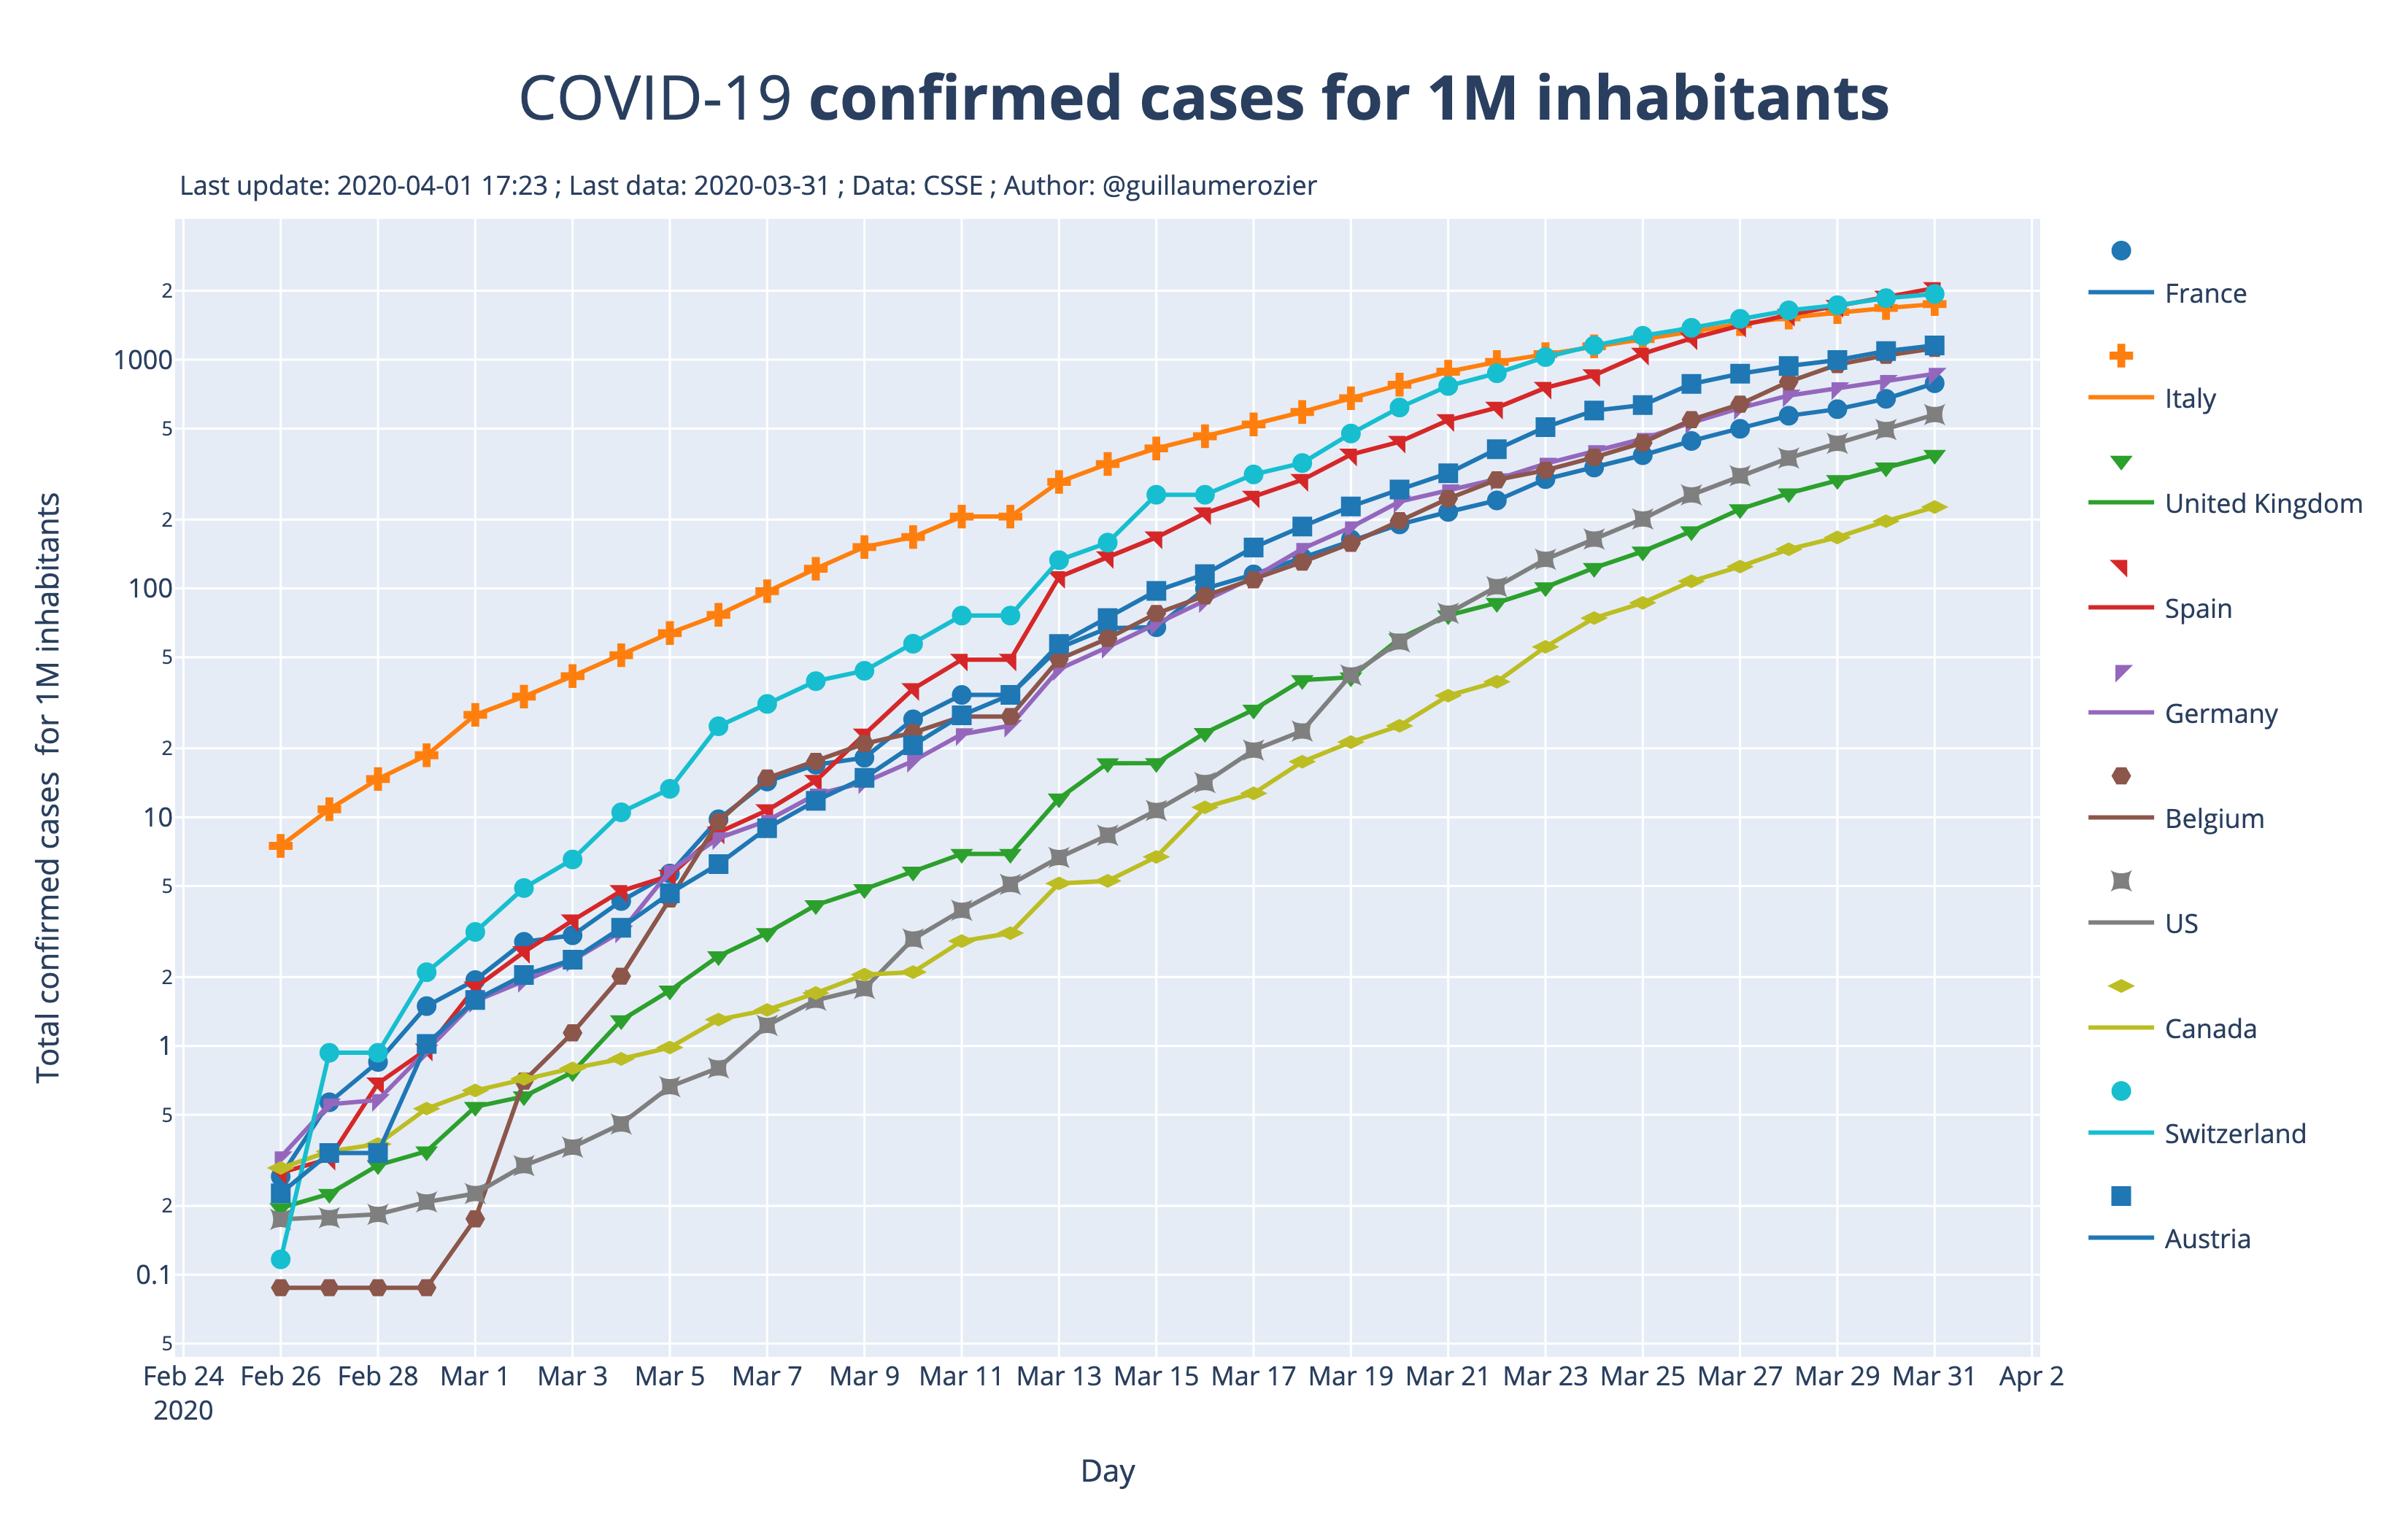 COVID-19 confirmed cases for 1M inhabitants
Last update: 2020-04-01 17:23 ; Last data: 2020-03-31 ; Data: CSSE ; Author: @guillaumerozier
Total confirmed cases for 1M inhabitants
2
1000
5
2
100
5
2
10
5
2
1
5
2
0.1
5
Feb 24 Feb 26 Feb 28 Mar 1 Mar 3 Mar 5 Mar 7 Mar 9 Mar 11 Mar 13 Mar 15 Mar 17 Mar 19 Mar 21 Mar 23 Mar 25 Mar 27 Mar 29 Mar 31 Apr 2
2020
Day
France
Italy
United Kingdom
Spain
Germany
Belgium
US
Canada
Switzerland
Austria